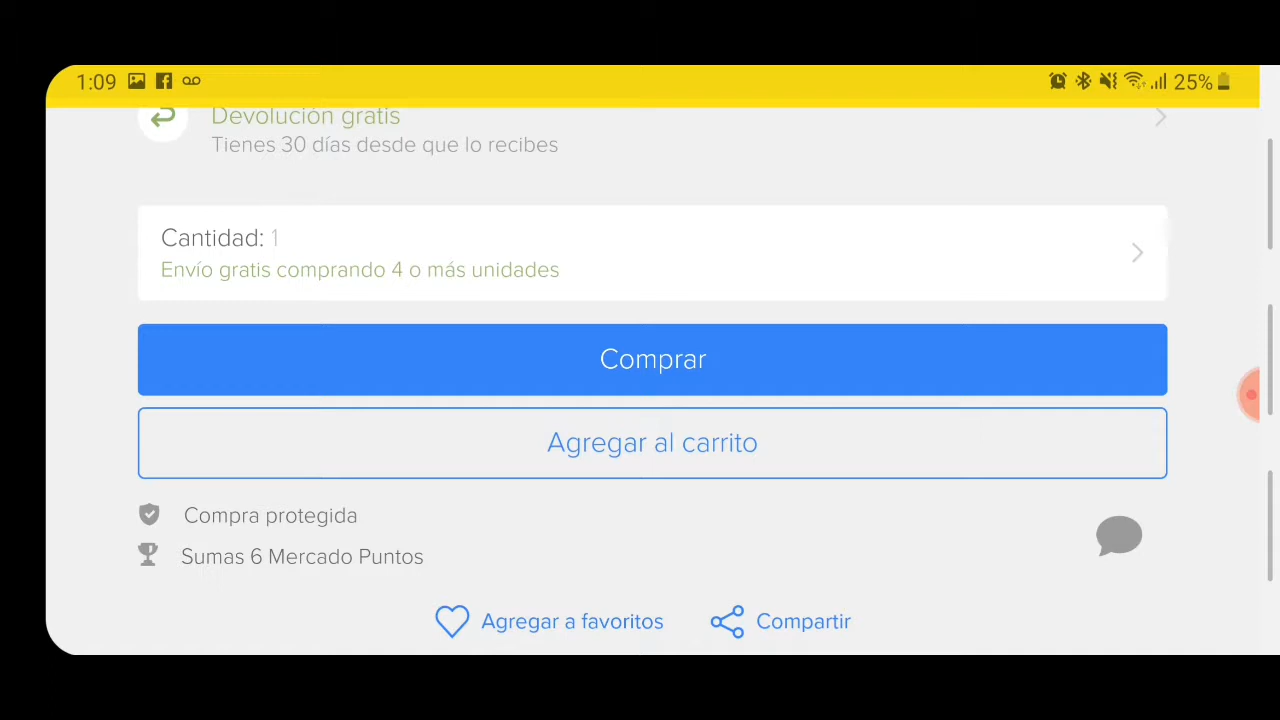 1:09 25%
Devolución gratis
Tienes 30 días desde que lo recibes
Cantidad: 1
Envío gratis comprando 4 o más unidades
Comprar
Agregar al carrito
Compra protegida
Sumas 6 Mercado Puntos
Agregar a favoritos Compartir